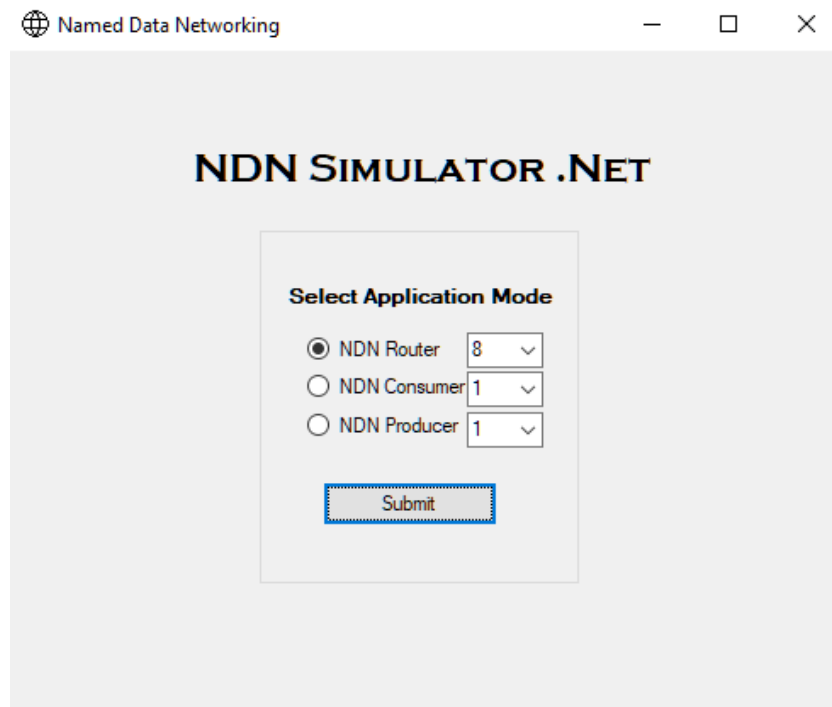 Named Data Networking
NDN Simulator .Net
Select Application Mode
NDN Router 8
NDN Consumer 1
NDN Producer 1
Submit